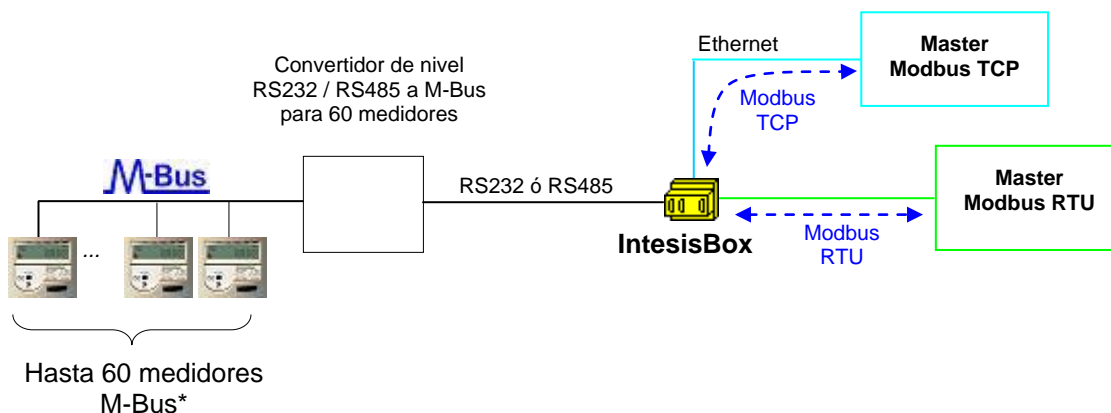 Ethernet
Master
Modbus TCP
Convertidor de nivel
RS232 / RS485 a M-Bus
para 60 medidores
Modbus
TCP
M-Bus
RS232 ó RS485
Master
Modbus RTU
IntesisBox
Modbus
RTU
...
Hasta 60 medidores
M-Bus*